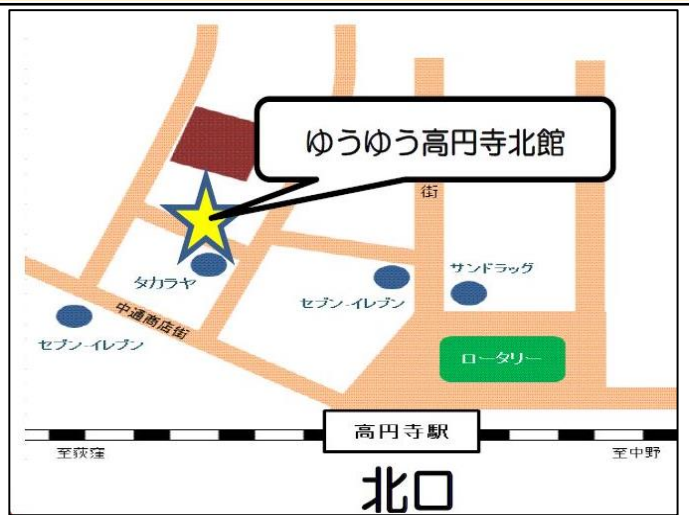 ゆうゆう高円寺北館
街
サンドラッグ
タカラヤ
セブン-イレブン
中通商店街
セブン-イレブン
ロータリー
高円寺駅
至荻窪
至中野
北口